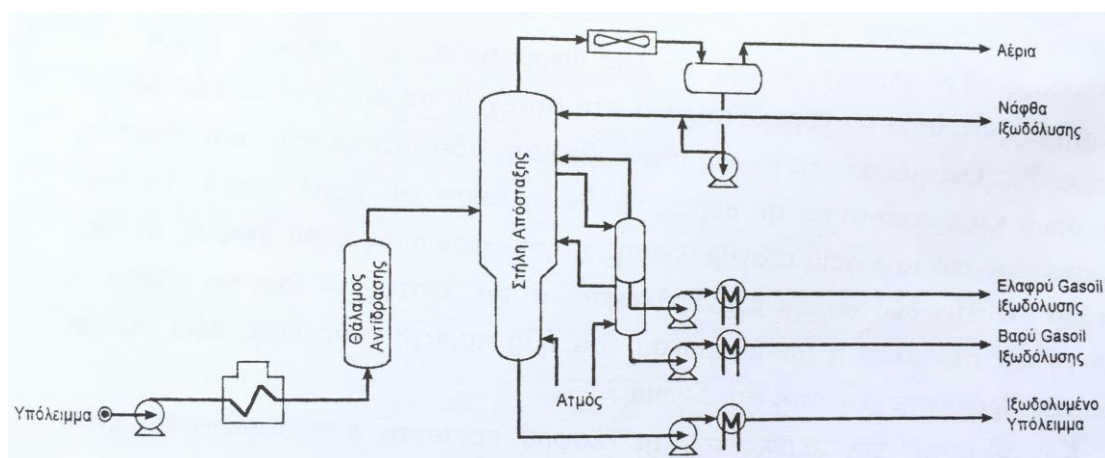 Αέρια
Νάφθα
Ιξωδόλυσης
Στήλη Απόσταξης
Θάλαμος
Αντίδρασης
Ελαφρύ Gasoil
Ιξωδόλυσης
Βαρύ Gasoil
Ιξωδόλυσης
Ατμός
Υπόλειμμα
Ιξωδολυμένο
Υπόλειμμα